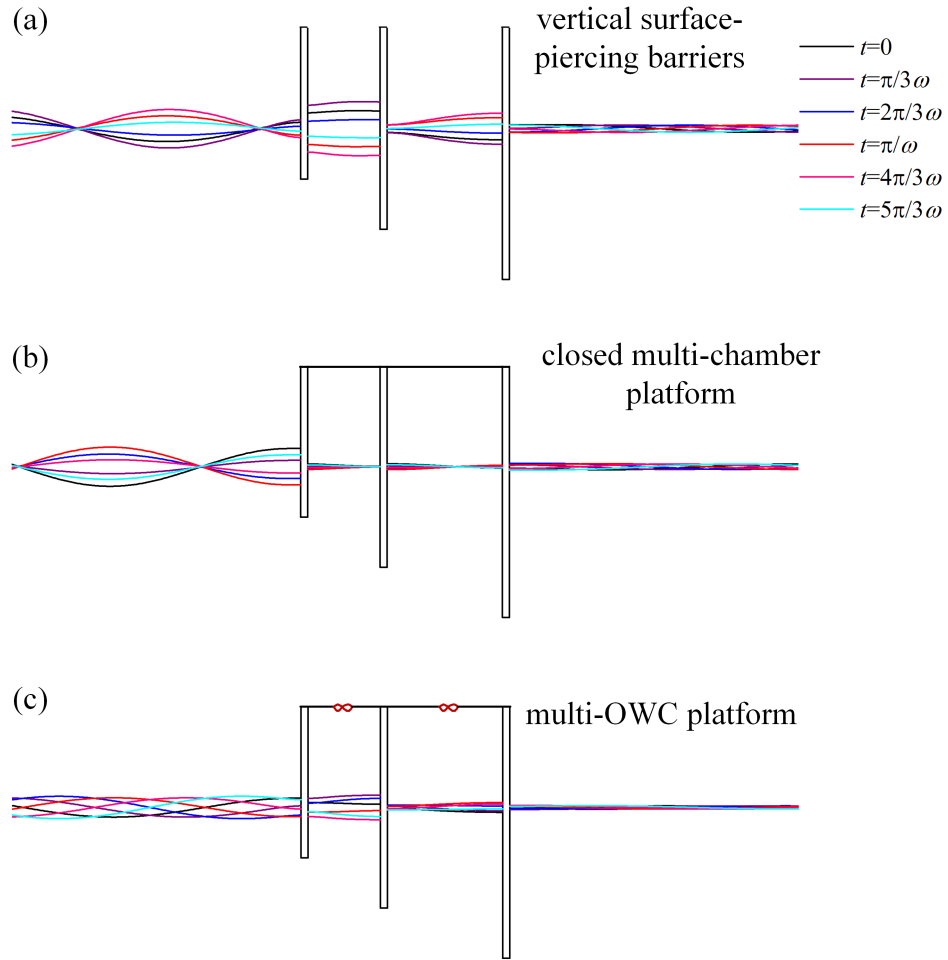 (a)
vertical surface-
piercing barriers
t=0
t=π/3ω
t=2π/3ω
t=π/ω
t=4π/3ω
t=5π/3ω
(b)
closed multi-chamber
platform
(c)
multi-OWC platform